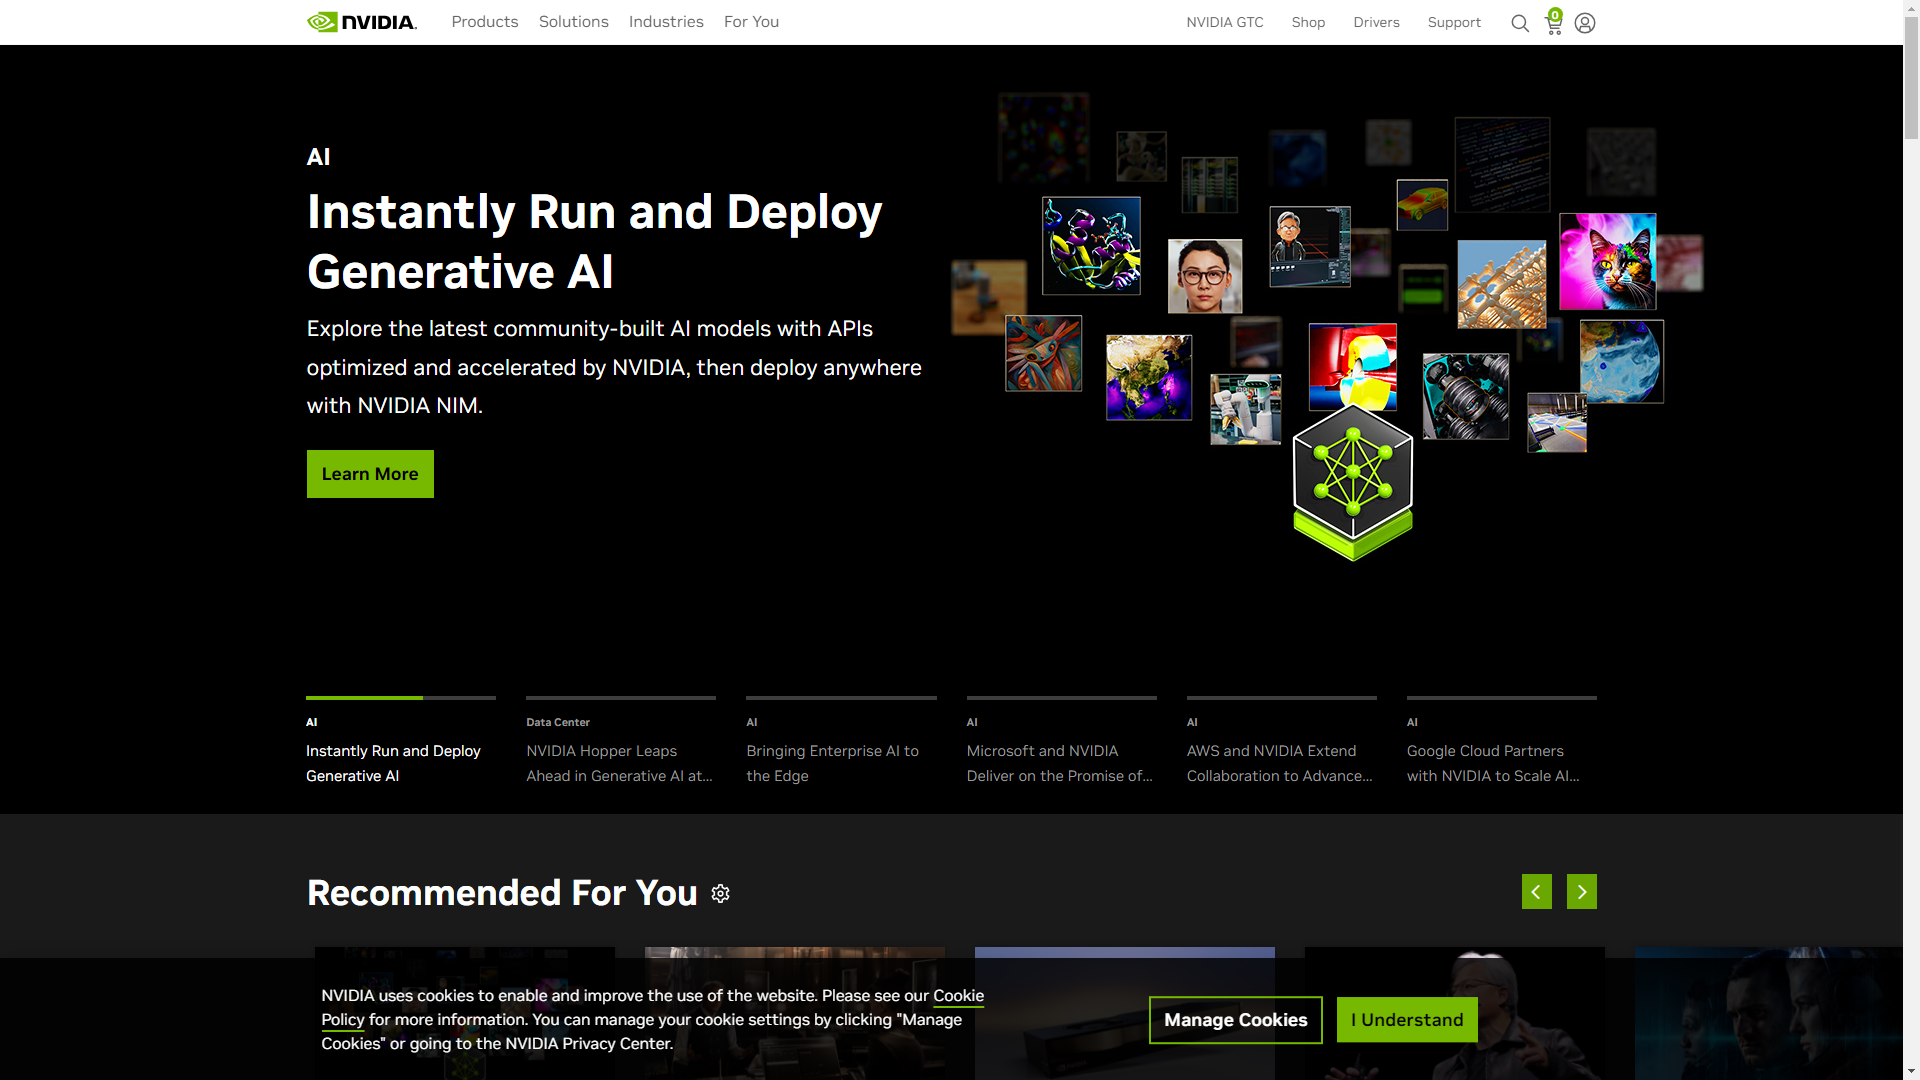 NVIDIA.
Products
Solutions
Industries
For You
NVIDIA GTC
Shop
Drivers
Support
0
AI
Instantly Run and Deploy
Generative AI
Explore the latest community-built AI models with APIs
optimized and accelerated by NVIDIA, then deploy anywhere
with NVIDIA NIM.
Learn More
AI
Instantly Run and Deploy
Generative AI
Data Center
NVIDIA Hopper Leaps
Ahead in Generative AI at...
AI
Bringing Enterprise AI to
the Edge
AI
Microsoft and NVIDIA
Deliver on the Promise of...
AI
AWS and NVIDIA Extend
Collaboration to Advance...
AI
Google Cloud Partners
with NVIDIA to Scale AI...
Recommended For You
NVIDIA uses cookies to enable and improve the use of the website. Please see our Cookie
Policy for more information. You can manage your cookie settings by clicking "Manage
Cookies" or going to the NVIDIA Privacy Center.
Manage Cookies
I Understand